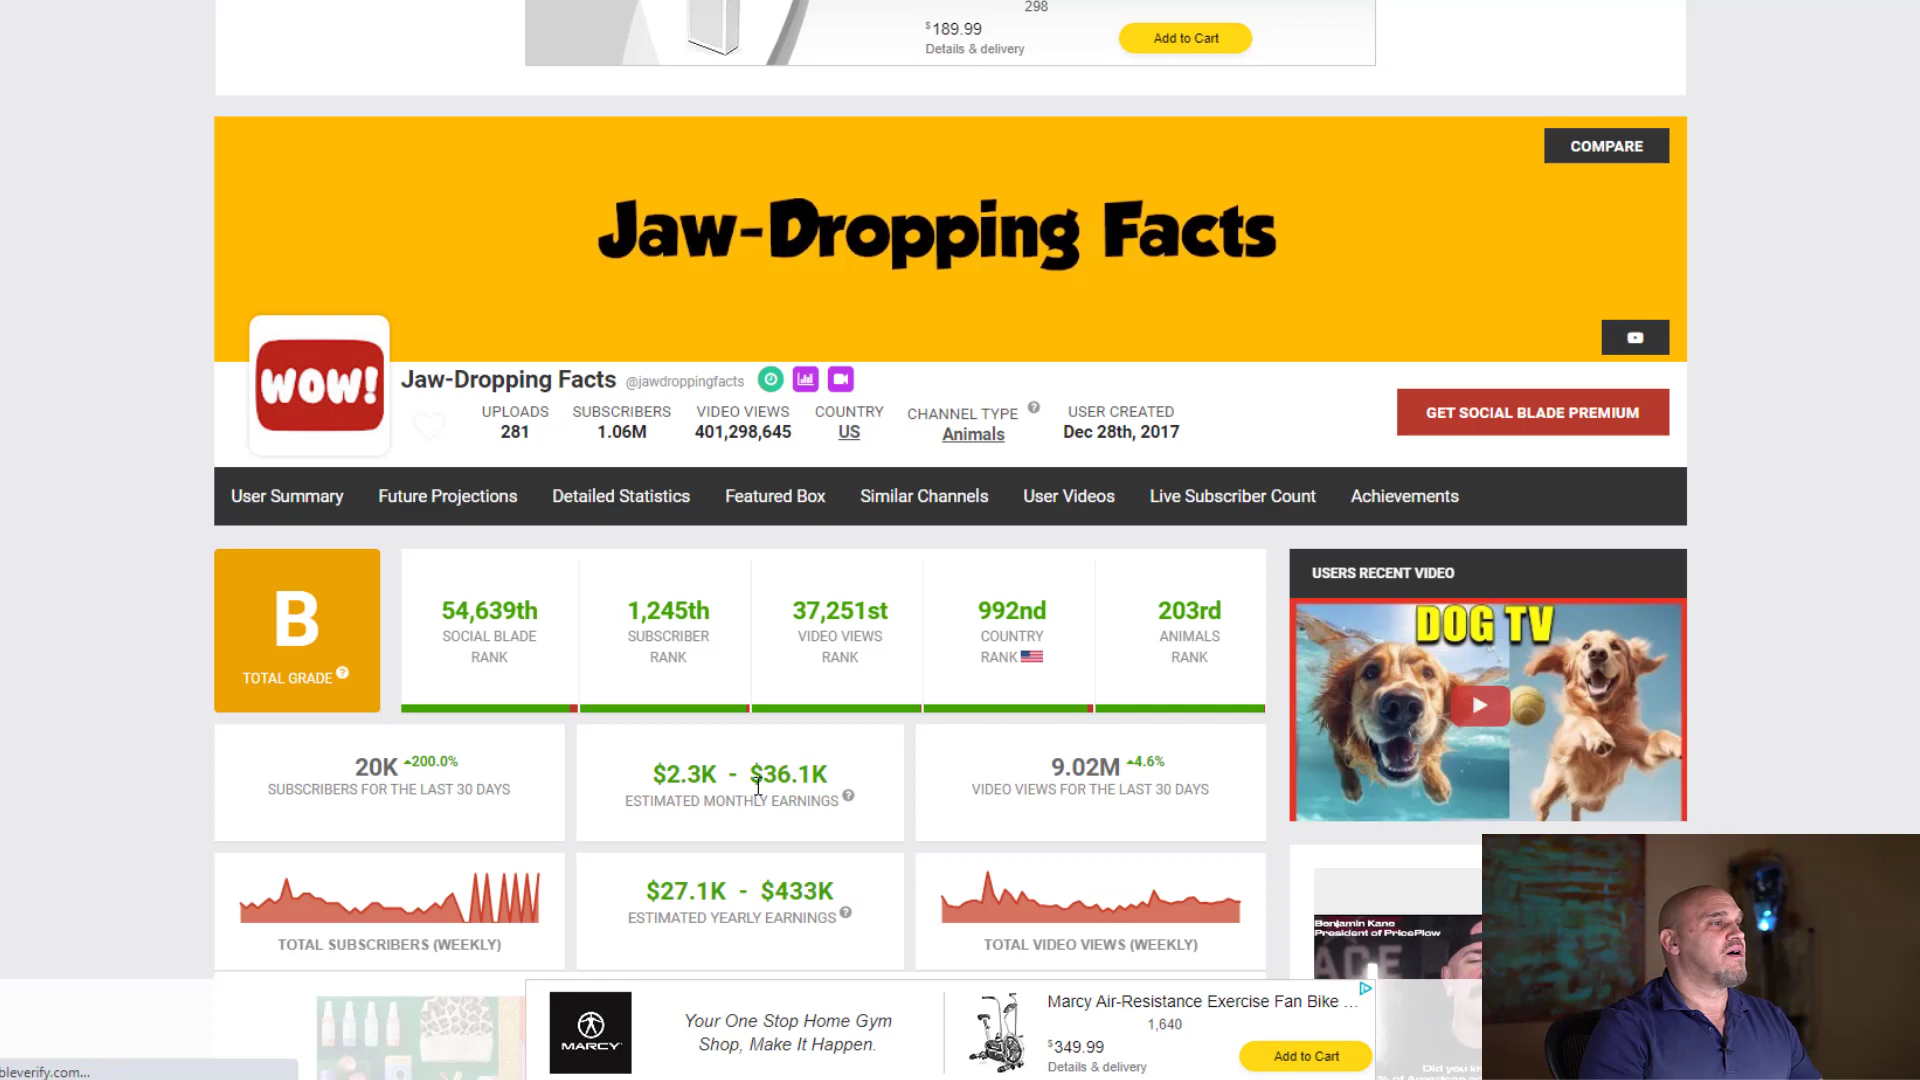 298
$189.99
Add to Cart
Details & delivery
COMPARE
Jaw-Dropping Facts
WOW!
Jaw-Dropping Facts @jawdroppingfacts
UPLOADS
281
SUBSCRIBERS
1.06M
VIDEO VIEWS
401,298,645
COUNTRY
US
CHANNEL TYPE ?
Animals
USER CREATED
Dec 28th, 2017
GET SOCIAL BLADE PREMIUM
User Summary
Future Projections
Detailed Statistics
Featured Box
Similar Channels
User Videos
Live Subscriber Count
Achievements
B
TOTAL GRADE ?
54,639th
SOCIAL BLADE
RANK
1,245th
SUBSCRIBER
RANK
37,251st
VIDEO VIEWS
RANK
992nd
COUNTRY
RANK
203rd
ANIMALS
RANK
USERS RECENT VIDEO
DOG TV
20K 200.0%
SUBSCRIBERS FOR THE LAST 30 DAYS
$2.3K - $36.1K
ESTIMATED MONTHLY EARNINGS ?
9.02M 4.6%
VIDEO VIEWS FOR THE LAST 30 DAYS
TOTAL SUBSCRIBERS (WEEKLY)
$27.1K - $433K
ESTIMATED YEARLY EARNINGS ?
TOTAL VIDEO VIEWS (WEEKLY)
Benjamin Kane
President of PricePlow
ACE
MARCY
Your One Stop Home Gym
Shop, Make It Happen.
Marcy Air-Resistance Exercise Fan Bike ...
1,640
$349.99
Details & delivery
Add to Cart
Did you k
% of American
bleverify.com...